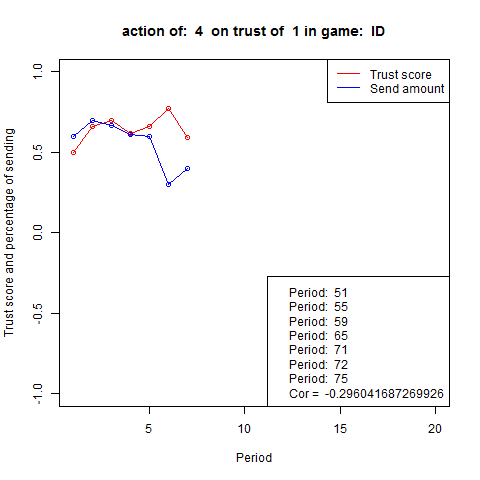 action of:  4  on trust of  1 in game:  ID
Trust score
Send amount
Trust score and percentage of sending
1.0
0.5
0.0
-0.5
-1.0
Period:  51
Period:  55
Period:  59
Period:  65
Period:  71
Period:  72
Period:  75
Cor =  -0.296041687269926
5 10 15 20
Period